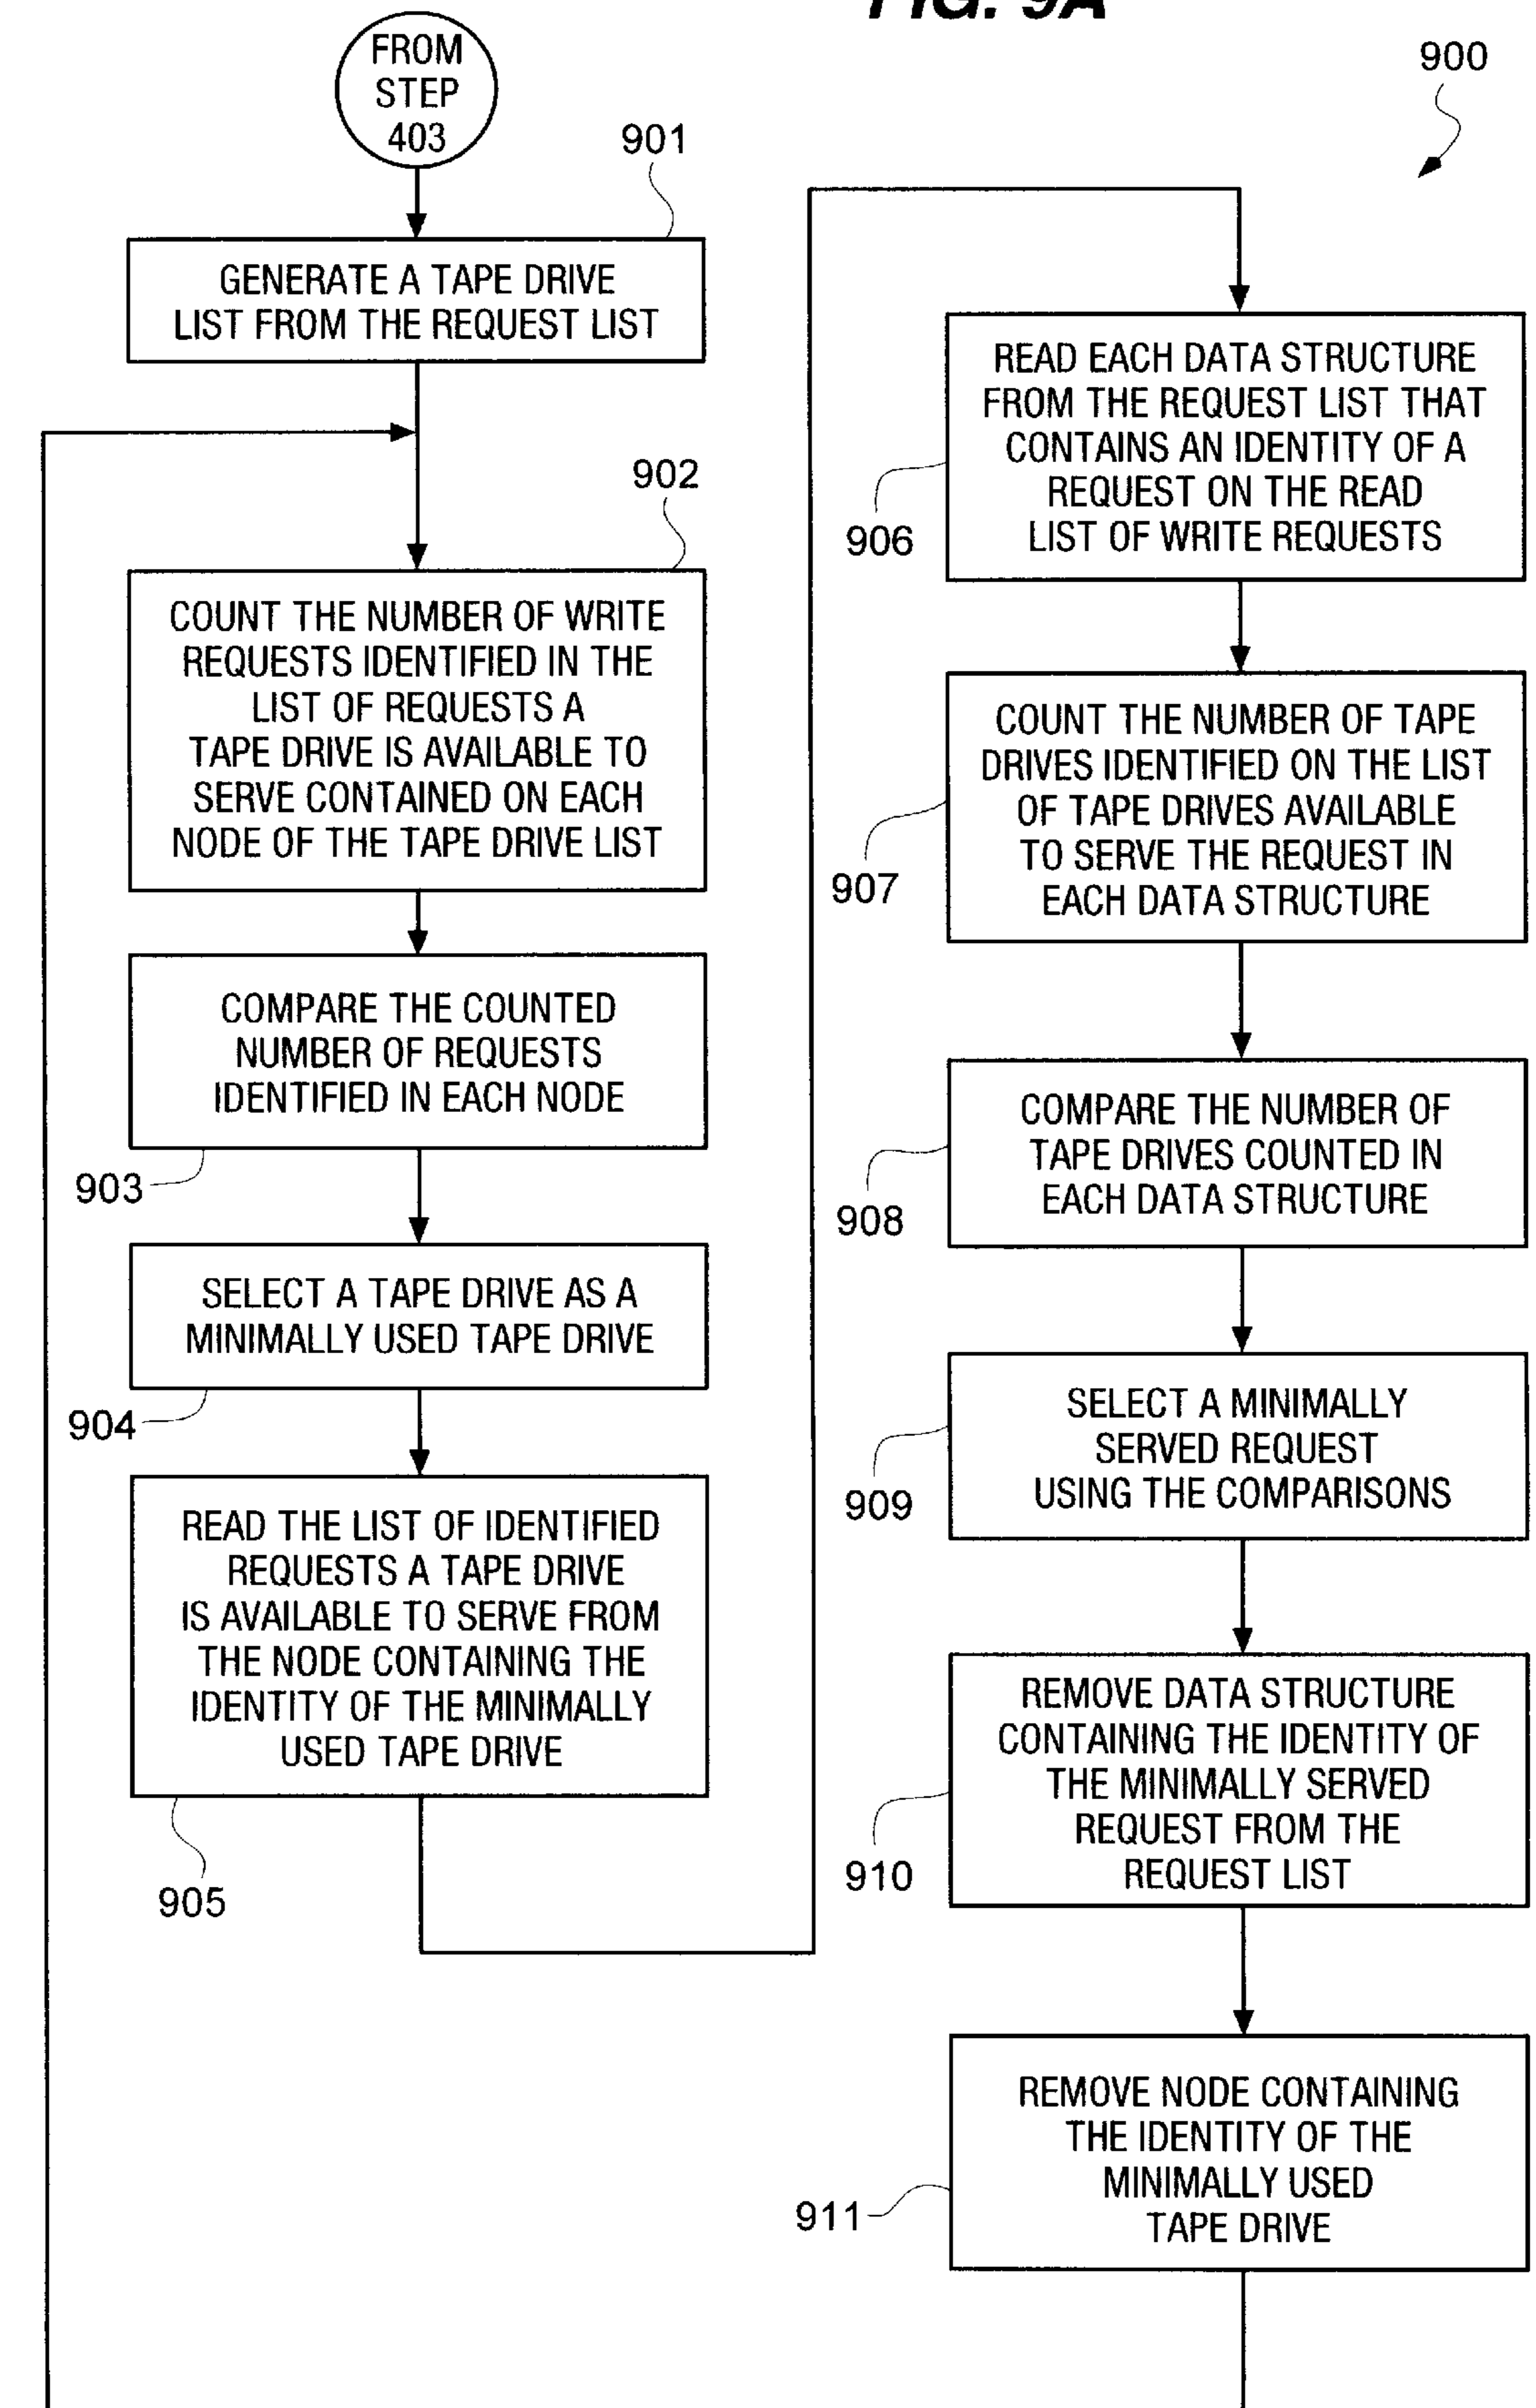 FIG. 9A
900
FROM
STEP
403
901
GENERATE A TAPE DRIVE
LIST FROM THE REQUEST LIST
902
COUNT THE NUMBER OF WRITE
REQUESTS IDENTIFIED IN THE
LIST OF REQUESTS A
TAPE DRIVE IS AVAILABLE TO
SERVE CONTAINED ON EACH
NODE OF THE TAPE DRIVE LIST
COMPARE THE COUNTED
NUMBER OF REQUESTS
IDENTIFIED IN EACH NODE
903
SELECT A TAPE DRIVE AS A
MINIMALLY USED TAPE DRIVE
904
READ THE LIST OF IDENTIFIED
REQUESTS A TAPE DRIVE
IS AVAILABLE TO SERVE FROM
THE NODE CONTAINING THE
IDENTITY OF THE MINIMALLY
USED TAPE DRIVE
905
READ EACH DATA STRUCTURE
FROM THE REQUEST LIST THAT
CONTAINS AN IDENTITY OF A
REQUEST ON THE READ
LIST OF WRITE REQUESTS
906
COUNT THE NUMBER OF TAPE
DRIVES IDENTIFIED ON THE LIST
OF TAPE DRIVES AVAILABLE
TO SERVE THE REQUEST IN
EACH DATA STRUCTURE
907
COMPARE THE NUMBER OF
TAPE DRIVES COUNTED IN
EACH DATA STRUCTURE
908
SELECT A MINIMALLY
SERVED REQUEST
USING THE COMPARISONS
909
REMOVE DATA STRUCTURE
CONTAINING THE IDENTITY OF
THE MINIMALLY SERVED
REQUEST FROM THE
REQUEST LIST
910
REMOVE NODE CONTAINING
THE IDENTITY OF THE
MINIMALLY USED
TAPE DRIVE
911